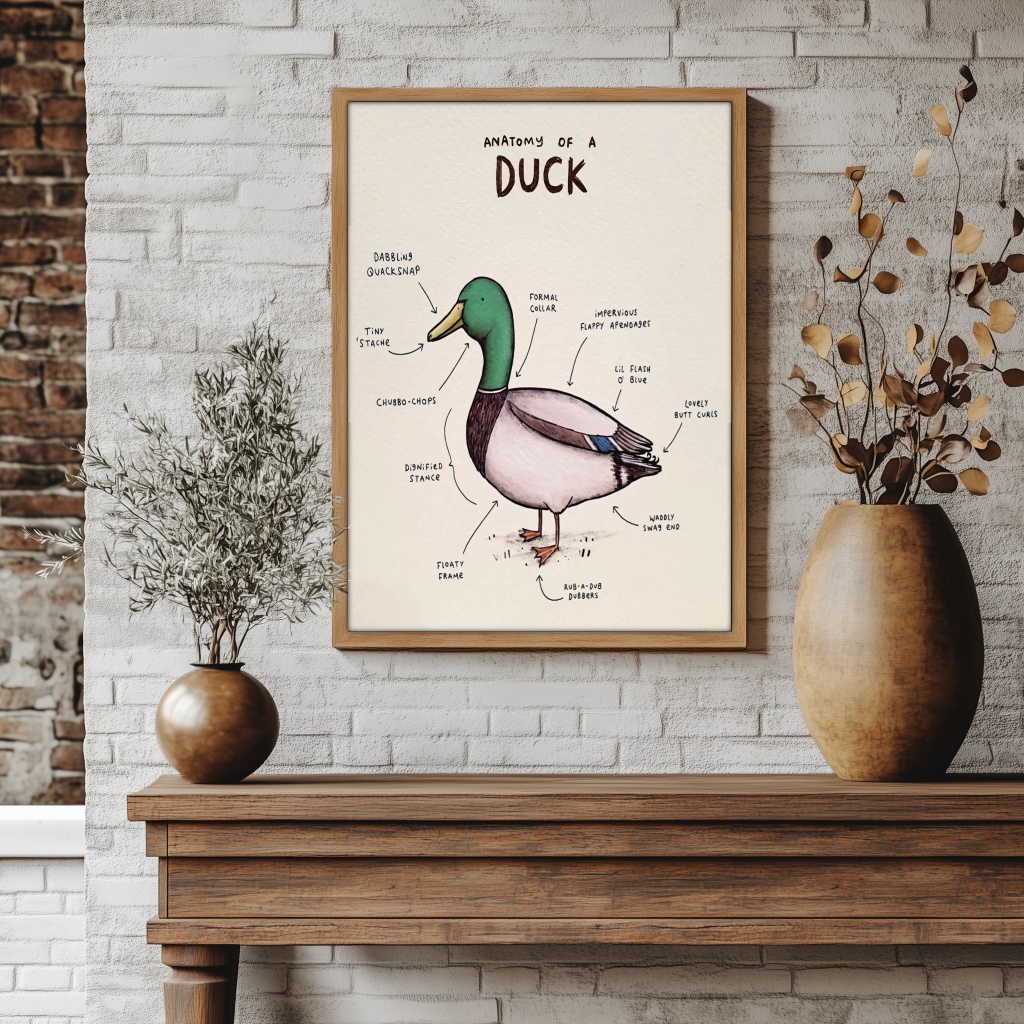 ANATOMY OF A
DUCK
DABBLING
QUACKSNAP
TINY
'STACHE
CHUBBO-CHOPS
FORMAL
COLLAR
IMPERVIOUS
FLAPPY APENDAGES
LIL FLASH
O' BLUE
LOVELY
BUTT CURLS
DIGNIFIED
STANCE
FLOATY
FRAME
WADDLY
SWAG END
RUB-A-DUB
DUBBERS